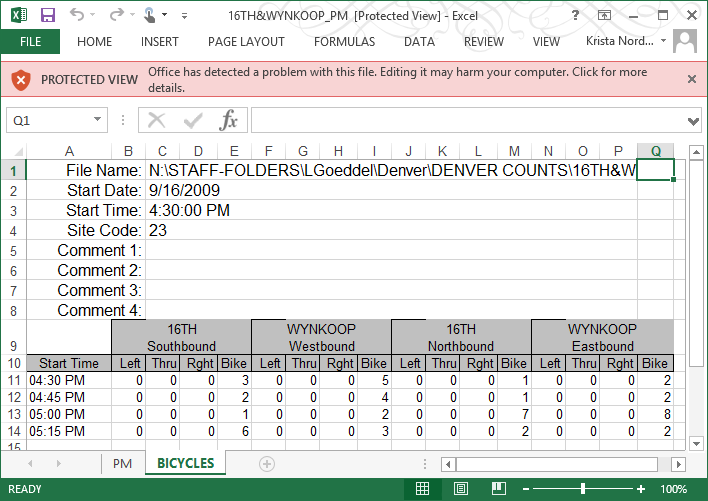 16TH&WYNKOOP_PM [Protected View] - Excel
?
FILE HOME INSERT PAGE LAYOUT FORMULAS DATA REVIEW VIEW Krista Nord...
PROTECTED VIEW Office has detected a problem with this file. Editing it may harm your computer. Click for more
details.
Q1 fx
A B C D E F G H I J K L M N O P Q
1 File Name: N:\STAFF-FOLDERS\LGoeddel\Denver\DENVER COUNTS\16TH&W
2 Start Date: 9/16/2009
3 Start Time: 4:30:00 PM
4 Site Code: 23
5 Comment 1:
6 Comment 2:
7 Comment 3:
8 Comment 4:
16TH WYNKOOP 16TH WYNKOOP
9 Southbound Westbound Northbound Eastbound
10 Start Time Left Thru Rght Bike Left Thru Rght Bike Left Thru Rght Bike Left Thru Rght Bike
11 04:30 PM 0 0 0 3 0 0 0 5 0 0 0 1 0 0 0 2
12 04:45 PM 0 0 0 2 0 0 0 4 0 0 0 1 0 0 0 2
13 05:00 PM 0 0 0 1 0 0 0 2 0 0 0 7 0 0 0 8
14 05:15 PM 0 0 0 6 0 0 0 3 0 0 0 2 0 0 0 2
15
PM BICYCLES
READY 100%